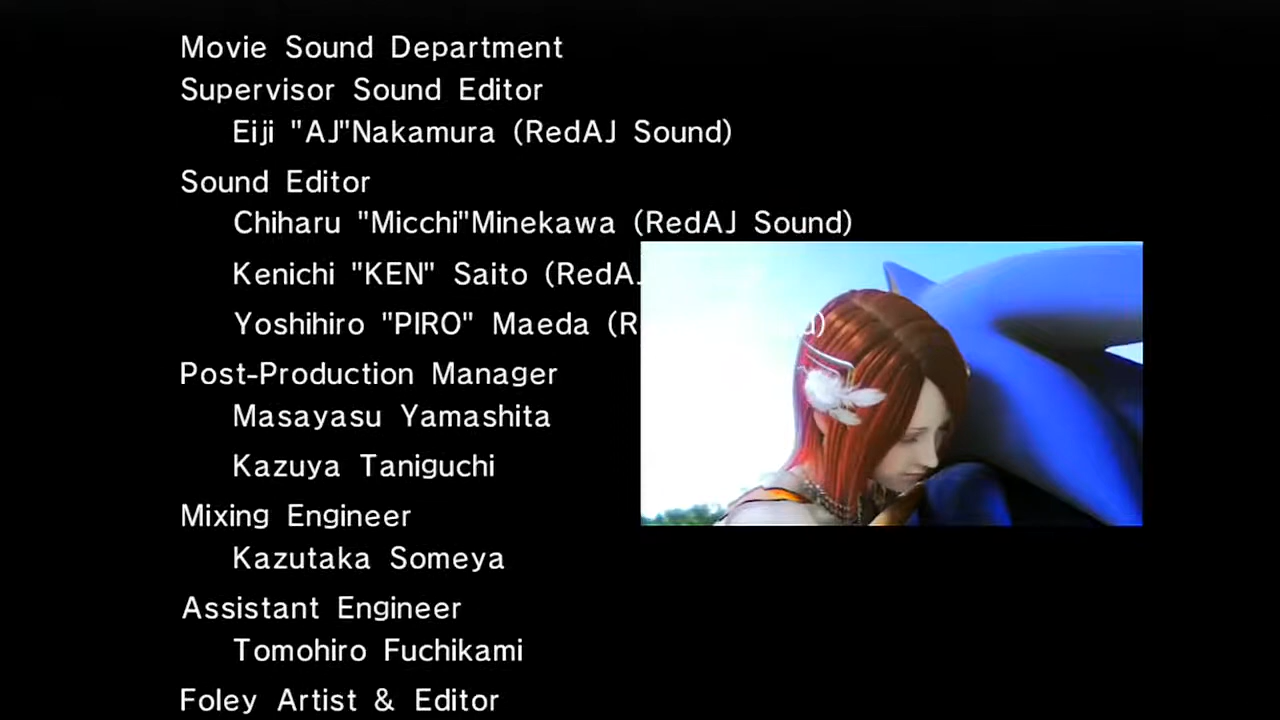 Movie Sound Department
Supervisor Sound Editor
Eiji "AJ"Nakamura (RedAJ Sound)
Sound Editor
Chiharu "Micchi"Minekawa (RedAJ Sound)
Kenichi "KEN" Saito (RedAJ
Yoshihiro "PIRO" Maeda (R
Post-Production Manager
Masayasu Yamashita
Kazuya Taniguchi
Mixing Engineer
Kazutaka Someya
Assistant Engineer
Tomohiro Fuchikami
Foley Artist & Editor